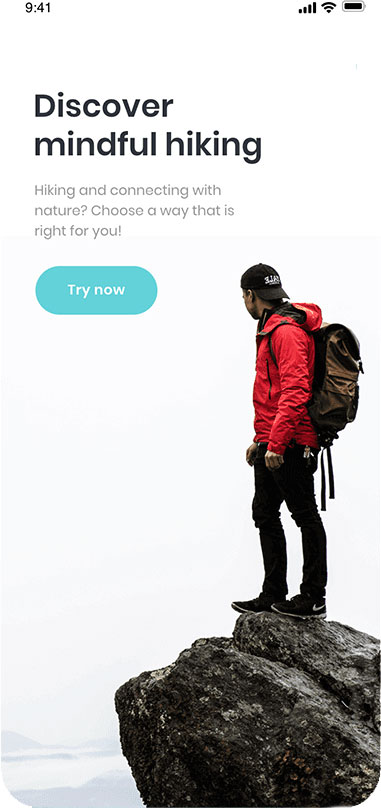 9:41
Discover
mindful hiking
Hiking and connecting with
nature? Choose a way that is
right for you!
Try now